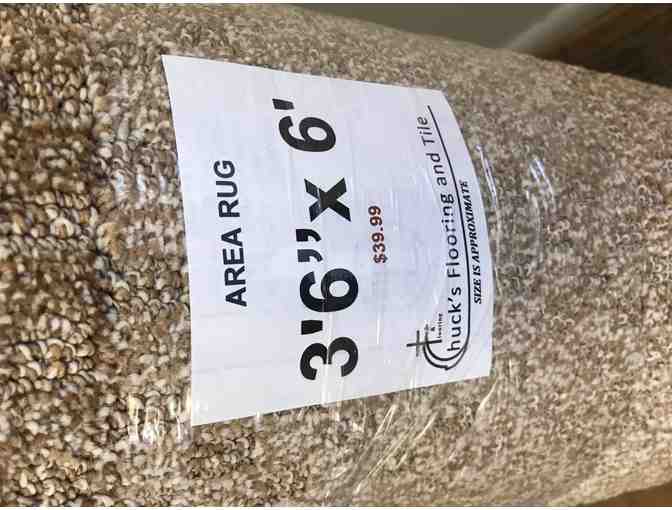 AREA RUG
3'6" x 6'
$39.99
Chuck's Flooring and Tile
SIZE IS APPROXIMATE